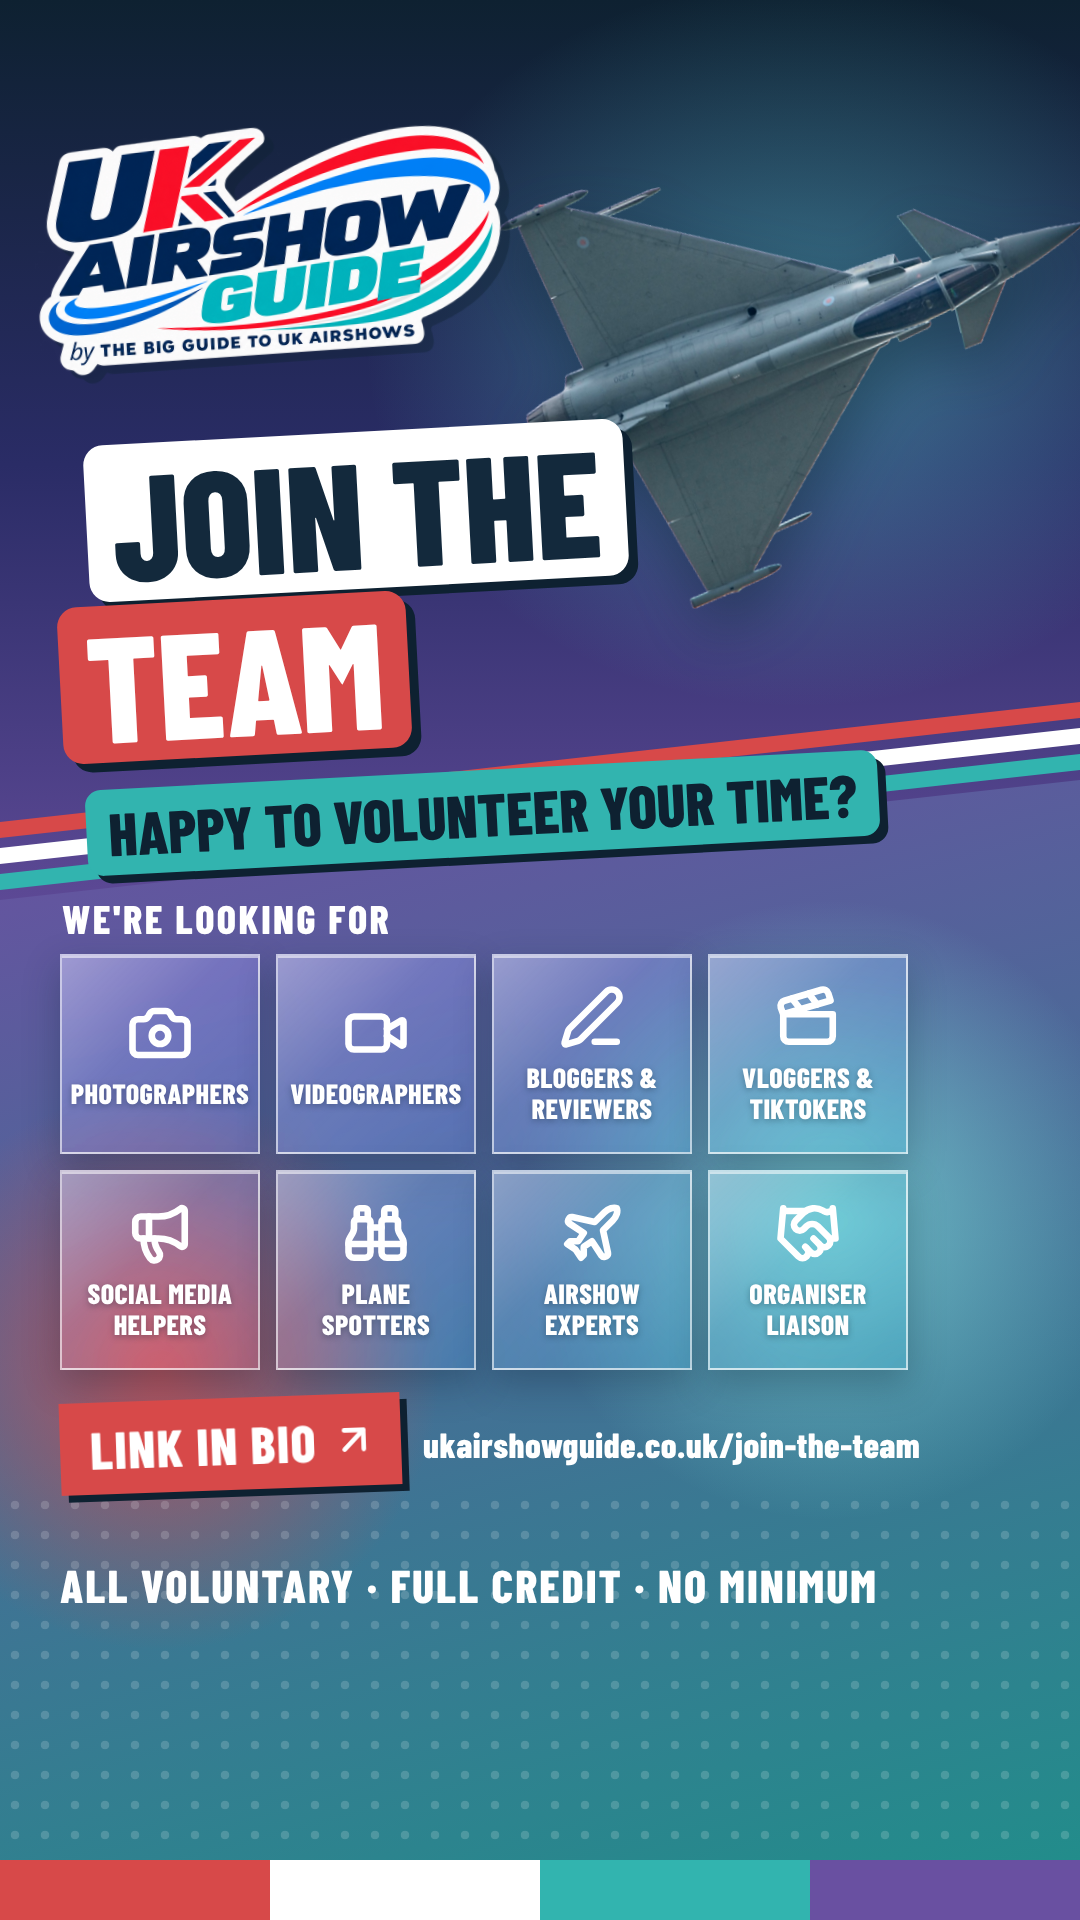 UK
AIRSHOW
GUIDE
by THE BIG GUIDE TO UK AIRSHOWS
JOIN THE
TEAM
HAPPY TO VOLUNTEER YOUR TIME?
WE'RE LOOKING FOR
PHOTOGRAPHERS
VIDEOGRAPHERS
BLOGGERS &
REVIEWERS
VLOGGERS &
TIKTOKERS
SOCIAL MEDIA
HELPERS
PLANE
SPOTTERS
AIRSHOW
EXPERTS
ORGANISER
LIAISON
LINK IN BIO
ukairshowguide.co.uk/join-the-team
ALL VOLUNTARY · FULL CREDIT · NO MINIMUM